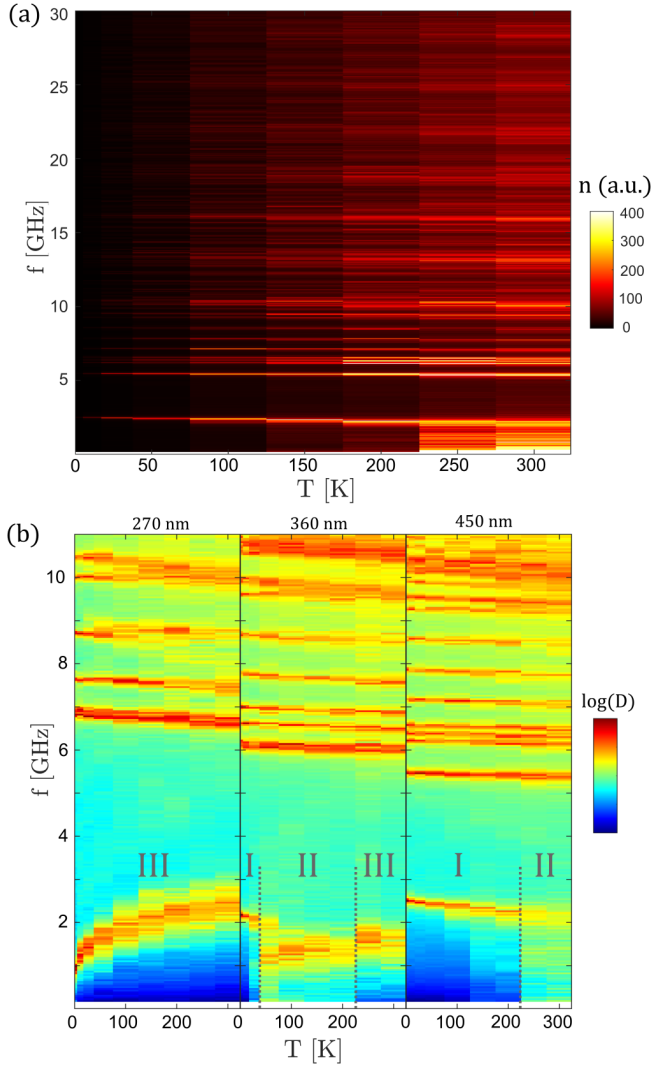 (a)
30
25
20
15
10
5
f [GHz]
0 50 100 150 200 250 300
T [K]
n (a.u.)
400
300
200
100
0
(b)
270 nm 360 nm 450 nm
10
8
6
4
2
f [GHz]
III I II III I II
0 100 200 0 100 200 0 100 200 300
T [K]
log(D)